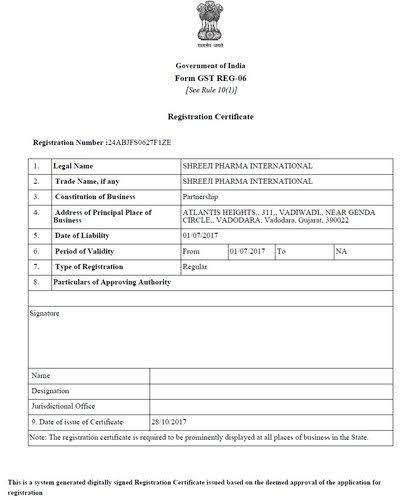 सत्यमेव जयते
Government of India
Form GST REG-06
[See Rule 10(1)]
Registration Certificate
Registration Number :24ABJFS0627F1ZE
1. Legal Name SHREEJI PHARMA INTERNATIONAL
2. Trade Name, if any SHREEJI PHARMA INTERNATIONAL
3. Constitution of Business Partnership
4. Address of Principal Place of Business ATLANTIS HEIGHTS,, 311,, VADIWADI,, NEAR GENDA
CIRCLE,, VADODARA, Vadodara, Gujarat, 390022
5. Date of Liability 01/07/2017
6. Period of Validity From 01/07/2017 To NA
7. Type of Registration Regular
8. Particulars of Approving Authority
Signature
Name
Designation
Jurisdictional Office
9. Date of issue of Certificate 28/10/2017
Note: The registration certificate is required to be prominently displayed at all places of business in the State.
This is a system generated digitally signed Registration Certificate issued based on the deemed approval of the application for
registration